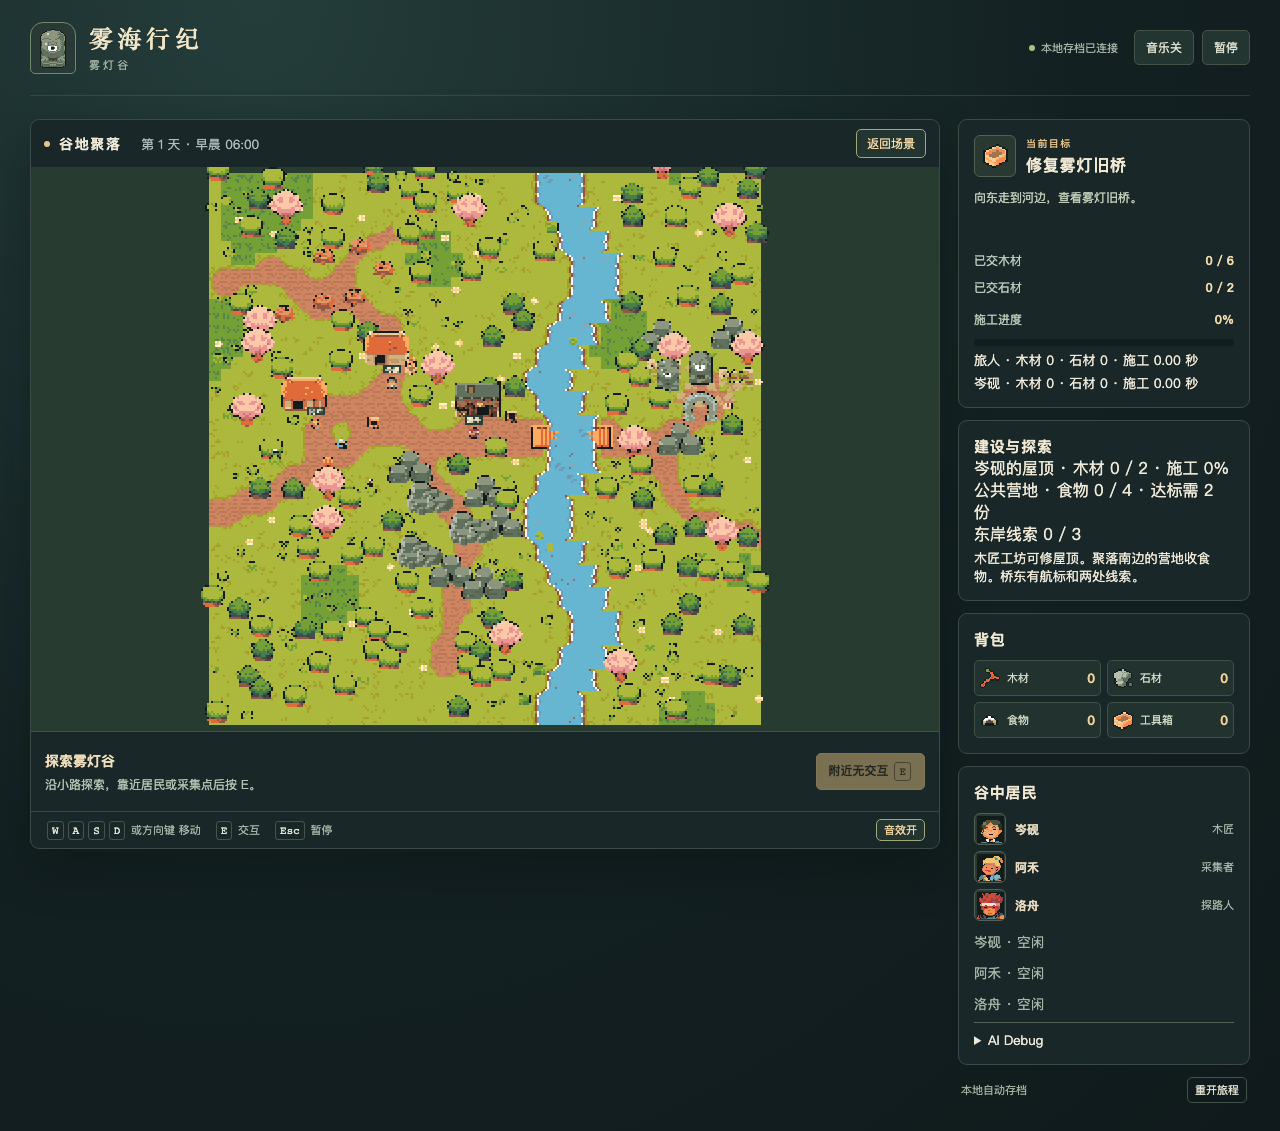 雾海行纪
雾灯谷
本地存档已连接
音乐关
暂停
谷地聚落
第 1 天 · 早晨 06:00
返回场景
探索雾灯谷
沿小路探索，靠近居民或采集点后按 E。
附近无交互 E
W A S D 或方向键 移动 E 交互 Esc 暂停
音效开
当前目标
修复雾灯旧桥
向东走到河边，查看雾灯旧桥。
已交木材 0 / 6
已交石材 0 / 2
施工进度 0%
旅人 · 木材 0 · 石材 0 · 施工 0.00 秒
岑砚 · 木材 0 · 石材 0 · 施工 0.00 秒
建设与探索
岑砚的屋顶 · 木材 0 / 2 · 施工 0%
公共营地 · 食物 0 / 4 · 达标需 2
份
东岸线索 0 / 3
木匠工坊可修屋顶。聚落南边的营地收食
物。桥东有航标和两处线索。
背包
木材 0
石材 0
食物 0
工具箱 0
谷中居民
岑砚 木匠
阿禾 采集者
洛舟 探路人
岑砚 · 空闲
阿禾 · 空闲
洛舟 · 空闲
AI Debug
本地自动存档
重开旅程